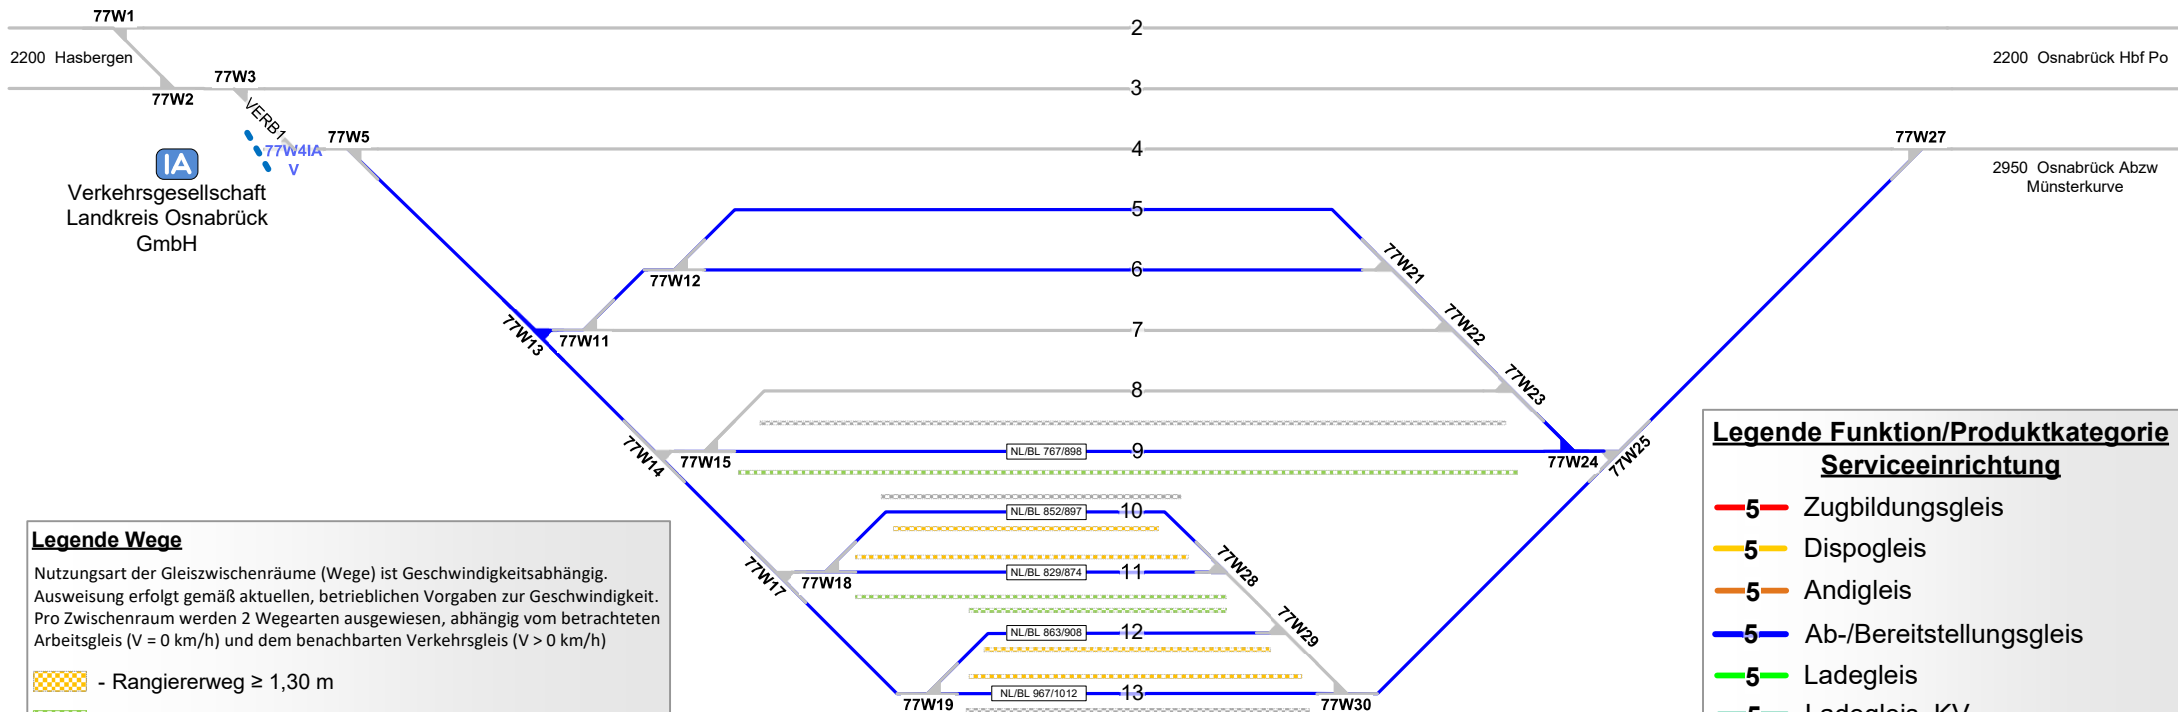 77W1
2
2200 Hasbergen
2200 Osnabrück Hbf Po
77W3
3
77W2
VERB1
77W5
77W27
4
77W4IA
V
IA
2950 Osnabrück Abzw
Münsterkurve
Verkehrsgesellschaft
Landkreis Osnabrück
GmbH
5
77W21
6
77W12
77W22
77W13
77W11
7
77W23
8
Legende Funktion/Produktkategorie
Serviceeinrichtung
77W14
77W15
NL/BL 767/898
9
77W24
77W25
5 Zugbildungsgleis
5 Dispogleis
5 Andigleis
5 Ab-/Bereitstellungsgleis
5 Ladegleis
NL/BL 852/897
10
77W28
77W17
77W18
NL/BL 829/874
11
77W29
NL/BL 863/908
12
77W19
NL/BL 967/1012
13
77W30
Legende Wege
Nutzungsart der Gleiszwischenräume (Wege) ist Geschwindigkeitsabhängig.
Ausweisung erfolgt gemäß aktuellen, betrieblichen Vorgaben zur Geschwindigkeit.
Pro Zwischenraum werden 2 Wegearten ausgewiesen, abhängig vom betrachteten
Arbeitsgleis (V = 0 km/h) und dem benachbarten Verkehrsgleis (V > 0 km/h)
- Rangiererweg ≥ 1,30 m